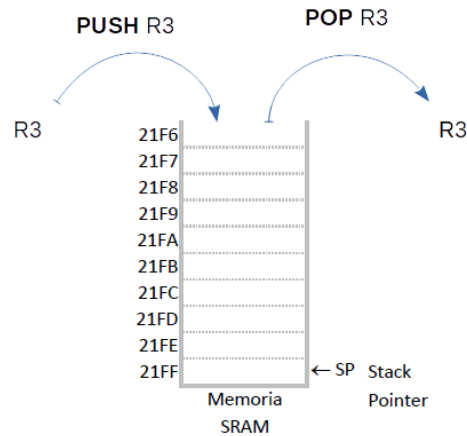 PUSH R3
POP R3
R3
R3
21F6
21F7
21F8
21F9
21FA
21FB
21FC
21FD
21FE
21FF
← SP Stack
Pointer
Memoria
SRAM